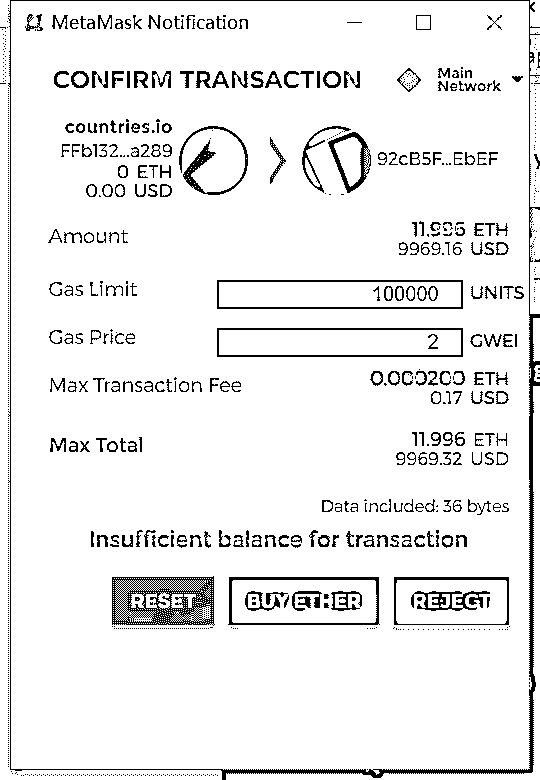 MetaMask Notification
CONFIRM TRANSACTION
Main
Network
countries.io
FFb132...a289
0 ETH
0.00 USD
92cB5F...EbEF
Amount
11.996 ETH
9969.16 USD
Gas Limit
100000 UNITS
Gas Price
2 GWEI
Max Transaction Fee
0.000200 ETH
0.17 USD
Max Total
11.996 ETH
9969.32 USD
Data included: 36 bytes
Insufficient balance for transaction
RESET BUY ETHER REJECT